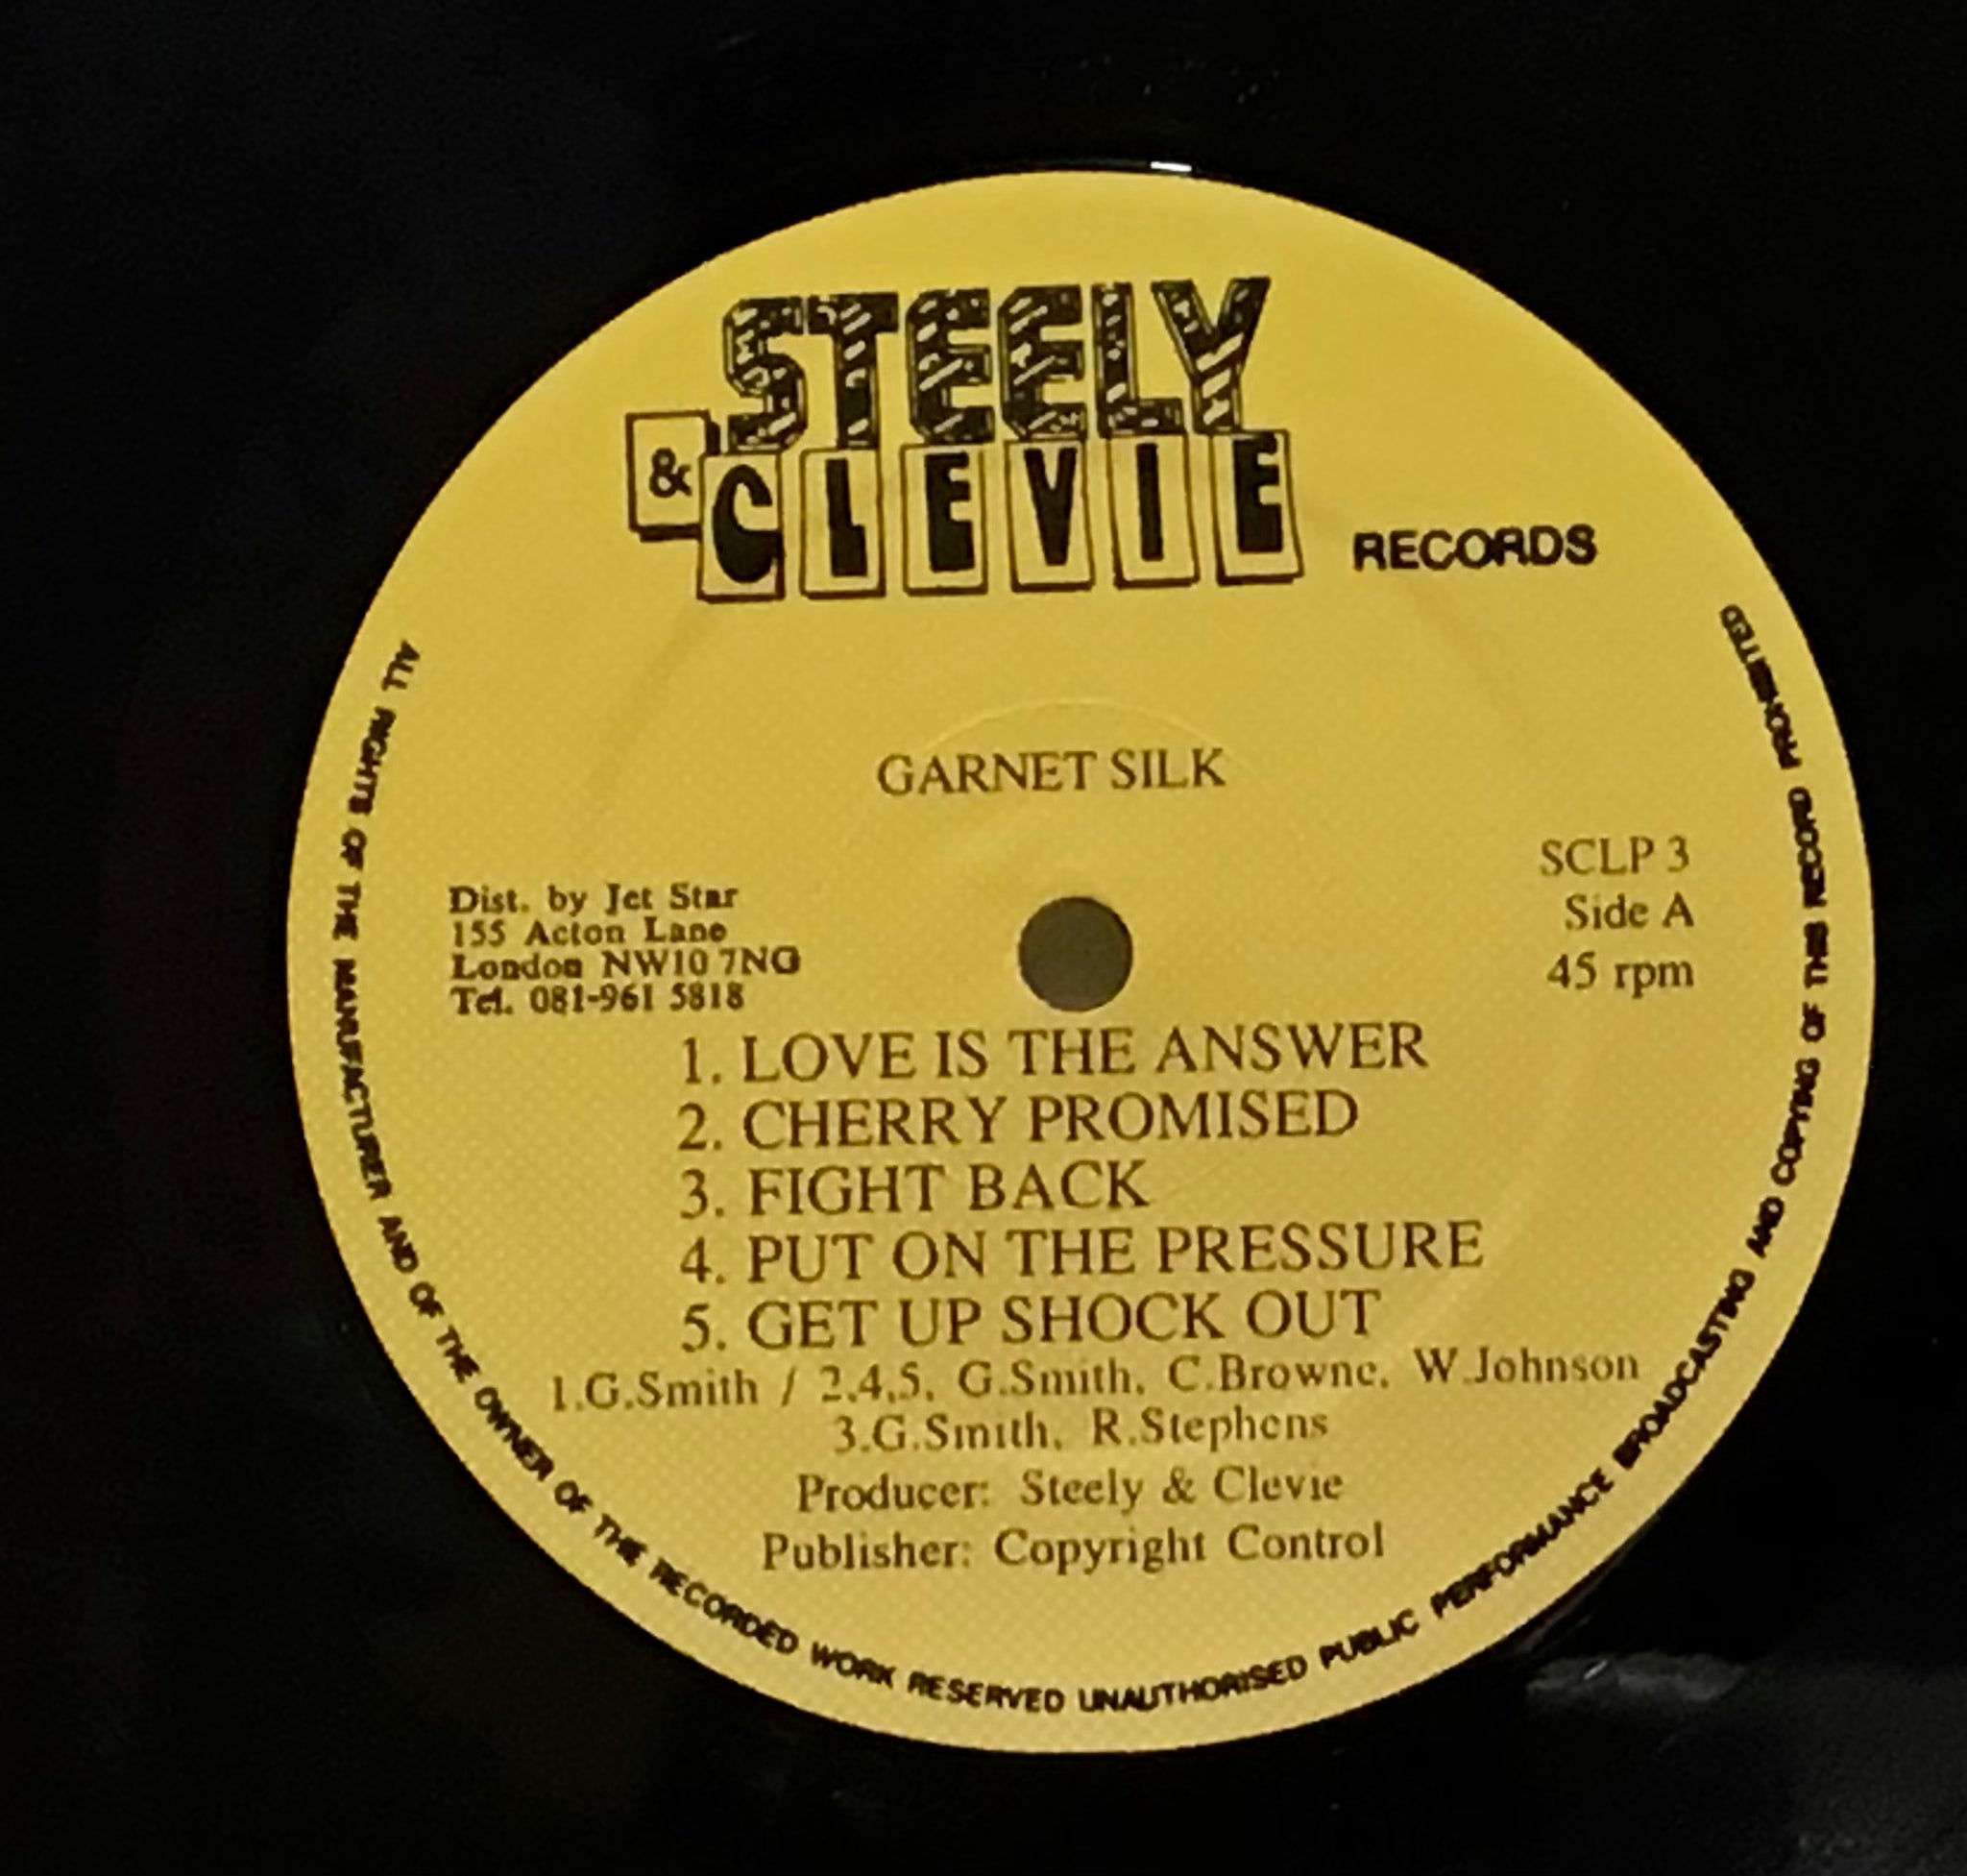 STEELY
& CLEVIE RECORDS
GARNET SILK
SCLP 3
Side A
45 rpm
Dist. by Jet Star
155 Acton Lane
London NW10 7NG
Tel. 081-961 5818
1. LOVE IS THE ANSWER
2. CHERRY PROMISED
3. FIGHT BACK
4. PUT ON THE PRESSURE
5. GET UP SHOCK OUT
1.G.Smith / 2.4.5. G.Smith, C.Browne, W.Johnson
3.G.Smith, R.Stephens
Producer: Steely & Clevie
Publisher: Copyright Control
ALL RIGHTS OF THE MANUFACTURER AND OF THE OWNER OF THE RECORDED WORK RESERVED UNAUTHORISED PUBLIC PERFORMANCE BROADCASTING AND COPYING OF THIS RECORD PROHIBITED